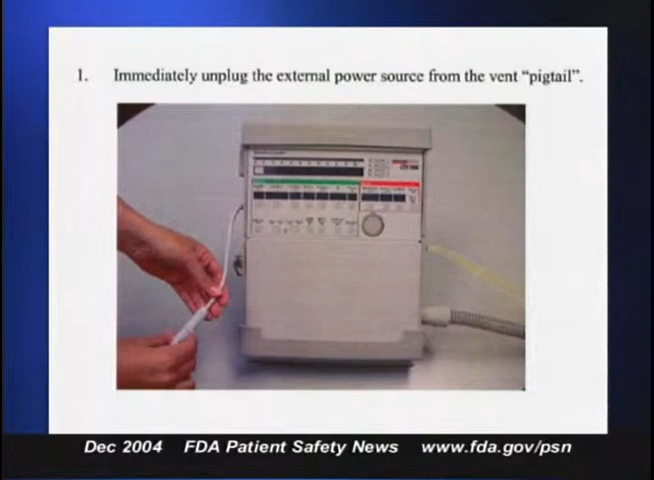 1. Immediately unplug the external power source from the vent “pigtail”.
Dec 2004 FDA Patient Safety News www.fda.gov/psn